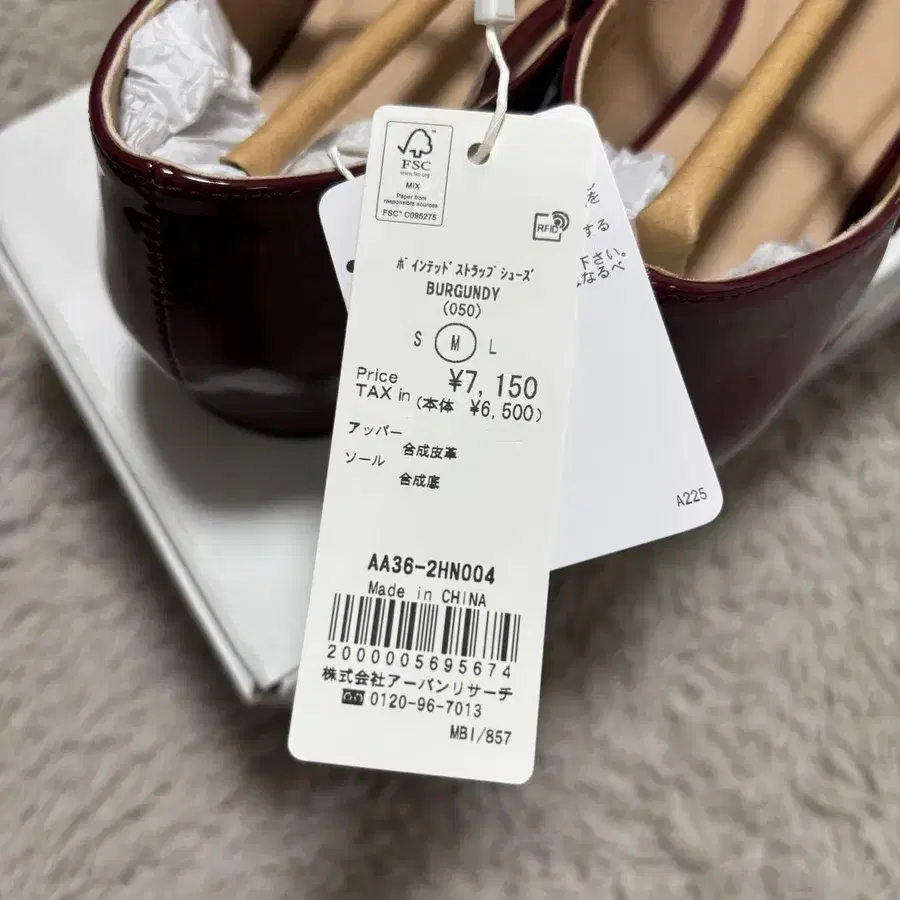 FSC™
www.fsc.org
MIX
Paper from
responsible sources
FSC™ C095275
RFID
ﾎﾟｲﾝﾃｯﾄﾞｽﾄﾗｯﾌﾟｼｭｰｽﾞ
BURGUNDY
(050)
S M L
Price ¥7,150
TAX in (本体 ¥6,500)
アッパー
合成皮革
ソール
合成底
AA36-2HN004
Made in CHINA
2000005695674
株式会社アーバンリサーチ
0120-96-7013
MBI/857
を
する
下さい。
なるべ
A225